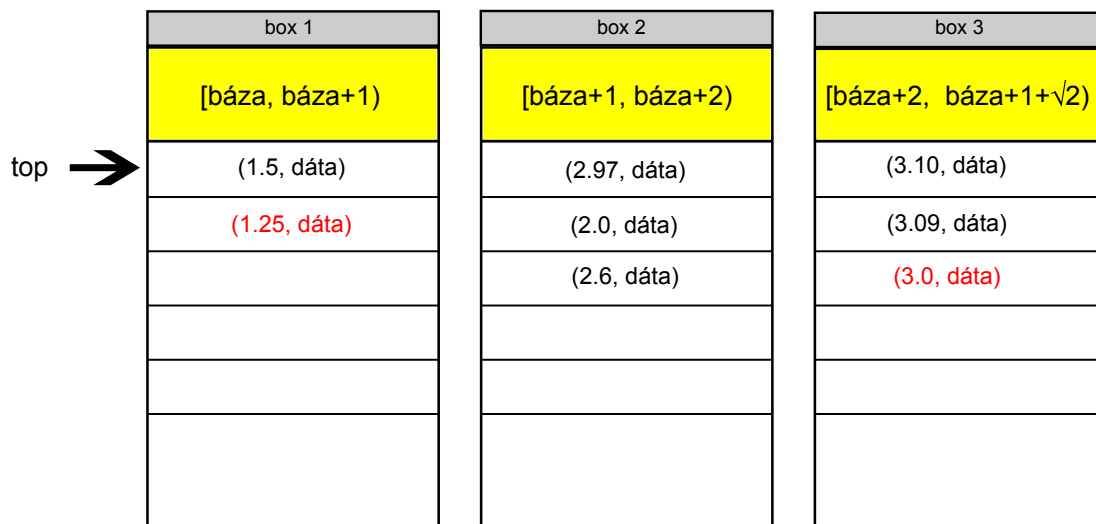 box 1
box 2
box 3
[báza, báza+1)
[báza+1, báza+2)
[báza+2, báza+1+√2)
top
(1.5, dáta)
(2.97, dáta)
(3.10, dáta)
(1.25, dáta)
(2.0, dáta)
(3.09, dáta)
(2.6, dáta)
(3.0, dáta)